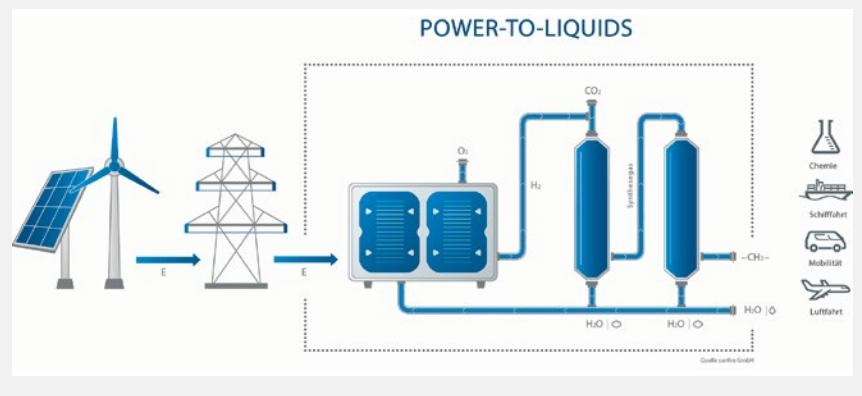 POWER-TO-LIQUIDS
CO₂
O₂
H₂
Synthesegas
E
E
–CH₂–
H₂O
H₂O
H₂O
Chemie
Schifffahrt
Mobilität
Luftfahrt
Quelle: sunfire GmbH